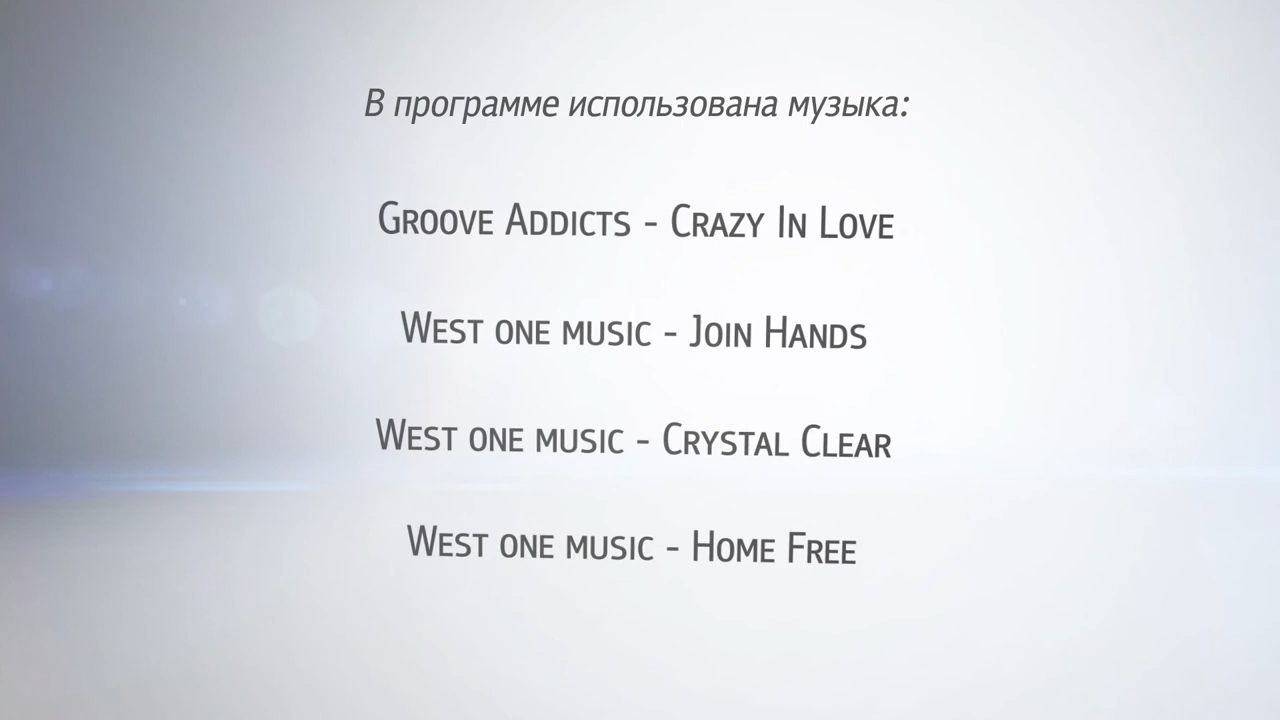 В программе использована музыка:
Groove Addicts - Crazy In Love
West one music - Join Hands
West one music - Crystal Clear
West one music - Home Free